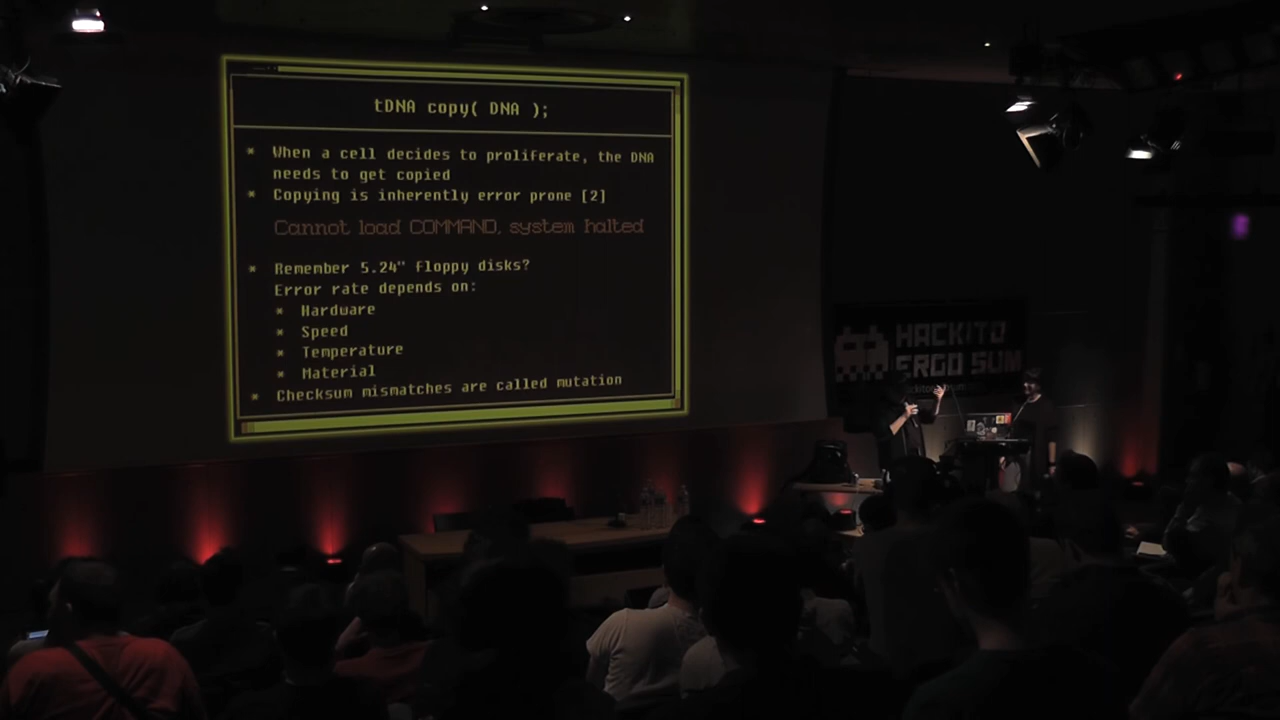 tDNA copy( DNA );
* When a cell decides to proliferate, the DNA
needs to get copied
* Copying is inherently error prone [2]
Cannot load COMMAND, system halted
* Remember 5.24" floppy disks?
Error rate depends on:
* Hardware
* Speed
* Temperature
* Material
* Checksum mismatches are called mutation
HACKITO
ERGO SUM